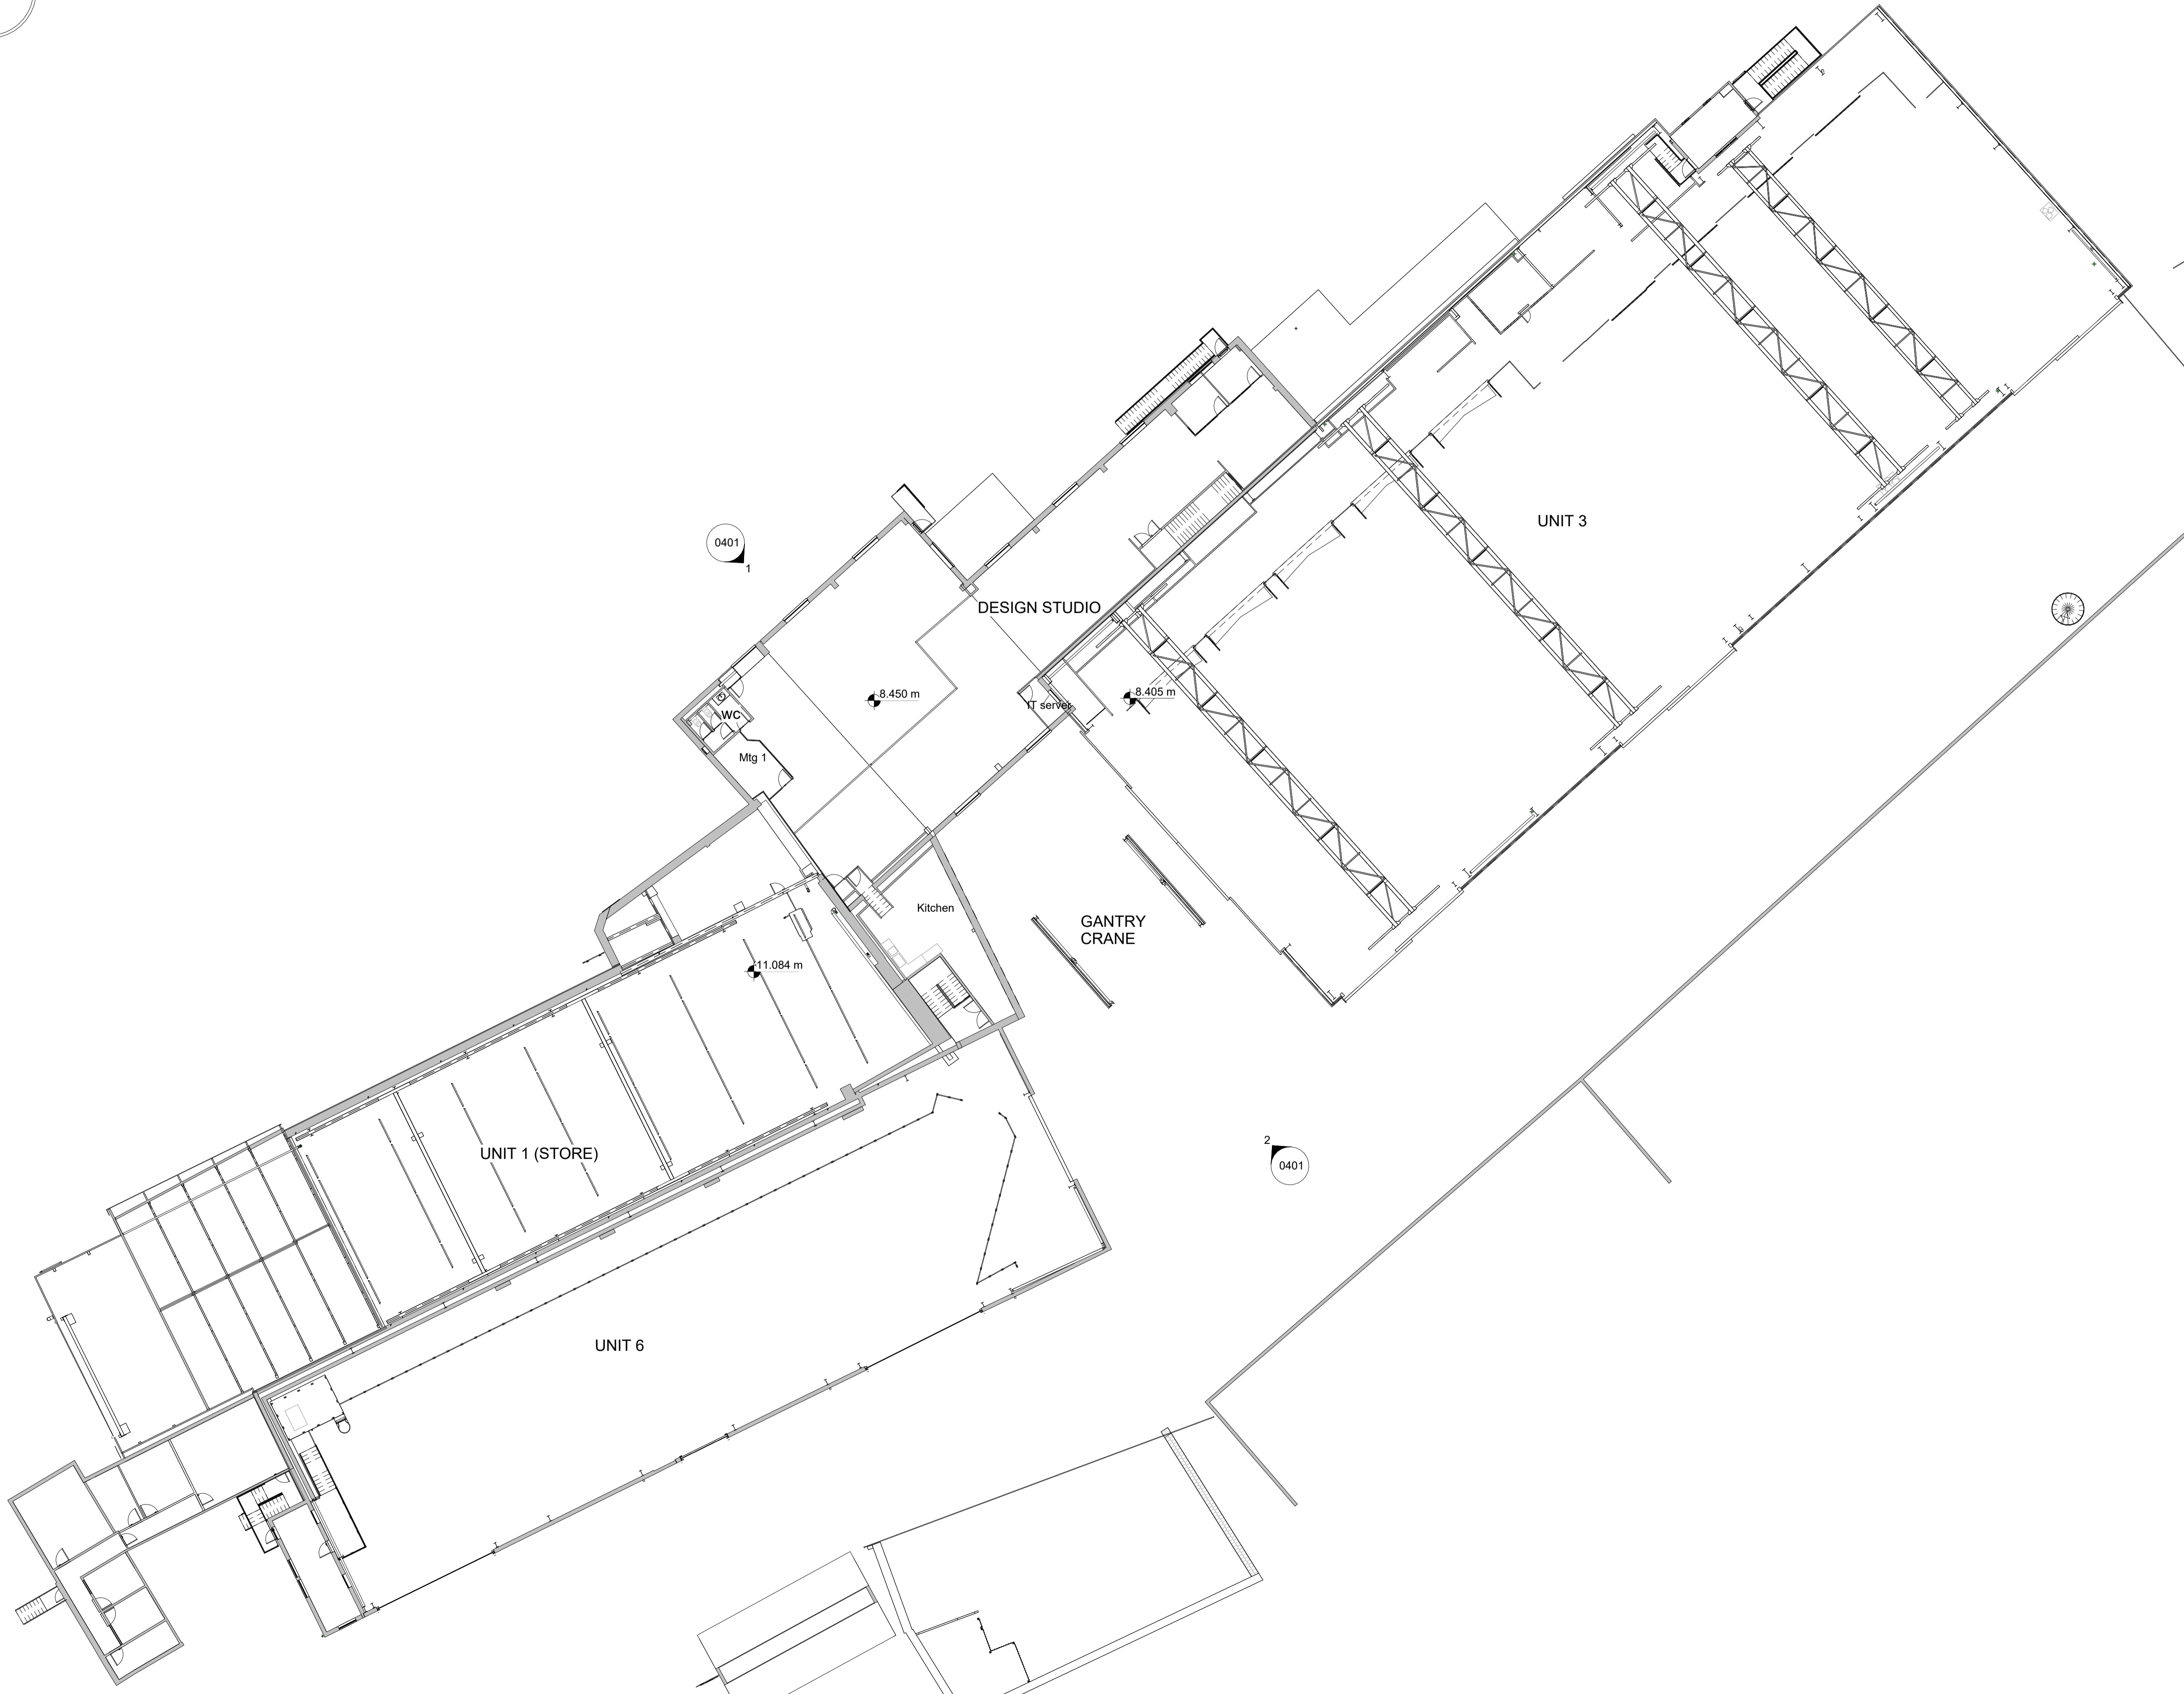 UNIT 3
0401
1
DESIGN STUDIO
8.450 m
8.405 m
IT server
WC
Mtg 1
Kitchen
GANTRY
CRANE
11.084 m
2
0401
UNIT 1 (STORE)
UNIT 6